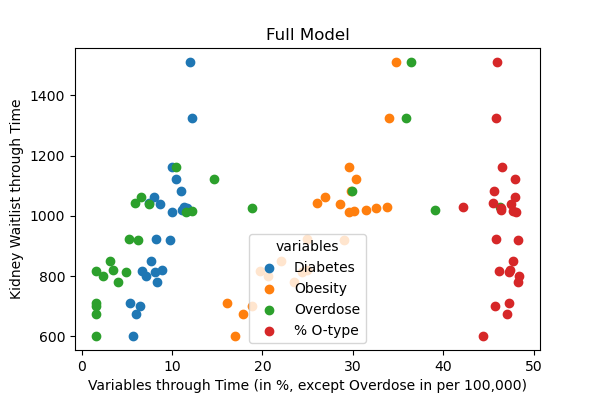 Full Model
Kidney Waitlist through Time
1400
1200
1000
800
600
variables
Diabetes
Obesity
Overdose
% O-type
0 10 20 30 40 50
Variables through Time (in %, except Overdose in per 100,000)